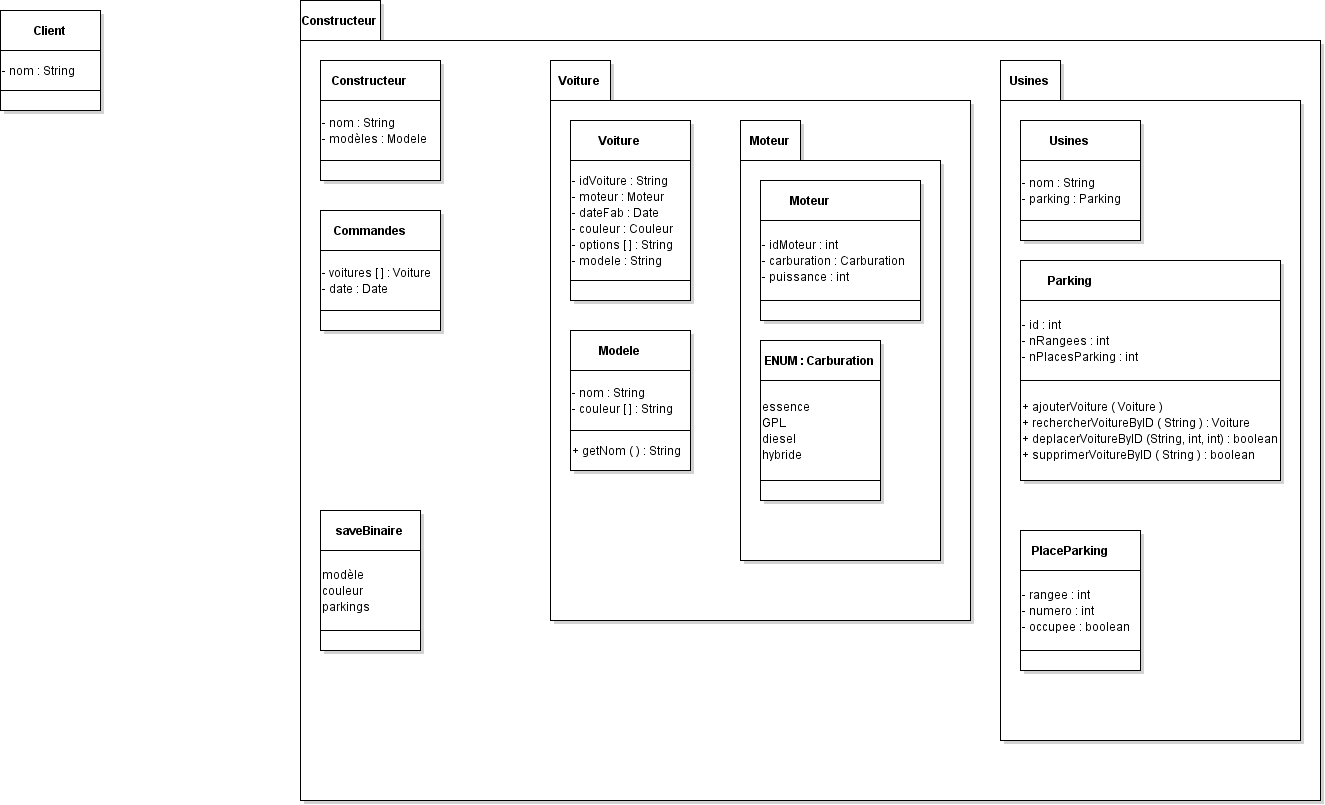 Client
- nom : String
Constructeur
Constructeur
- nom : String
- modèles : Modele
Commandes
- voitures [ ] : Voiture
- date : Date
saveBinaire
modèle
couleur
parkings
Voiture
Voiture
- idVoiture : String
- moteur : Moteur
- dateFab : Date
- couleur : Couleur
- options [ ] : String
- modele : String
Modele
- nom : String
- couleur [ ] : String
+ getNom ( ) : String
Moteur
Moteur
- idMoteur : int
- carburation : Carburation
- puissance : int
ENUM : Carburation
essence
GPL
diesel
hybride
Usines
Usines
- nom : String
- parking : Parking
Parking
- id : int
- nRangees : int
- nPlacesParking : int
+ ajouterVoiture ( Voiture )
+ rechercherVoitureByID ( String ) : Voiture
+ deplacerVoitureByID (String, int, int) : boolean
+ supprimerVoitureByID ( String ) : boolean
PlaceParking
- rangee : int
- numero : int
- occupee : boolean